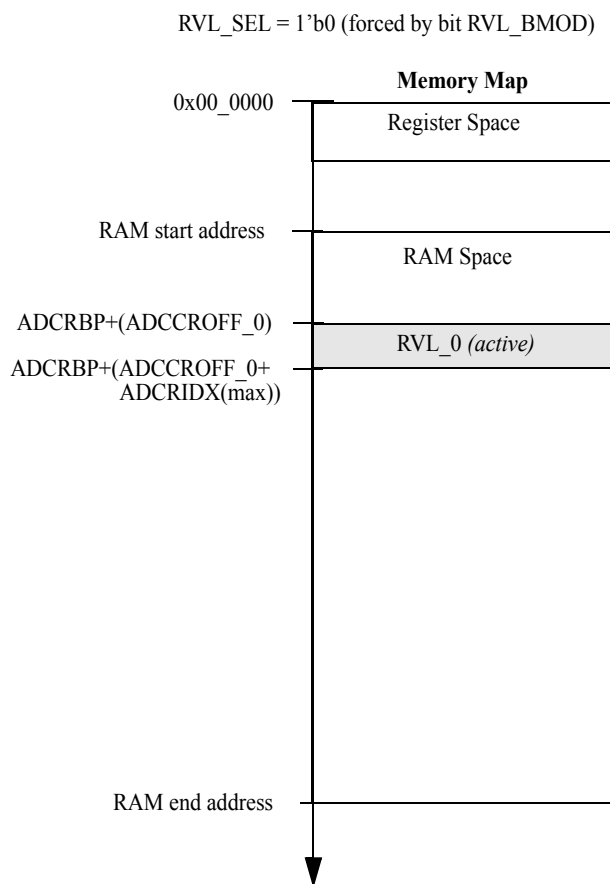 RVL_SEL = 1’b0 (forced by bit RVL_BMOD)
Memory Map
0x00_0000
Register Space
RAM start address
RAM Space
ADCRBP+(ADCCROFF_0)
RVL_0 (active)
ADCRBP+(ADCCROFF_0+
ADCRIDX(max))
RAM end address